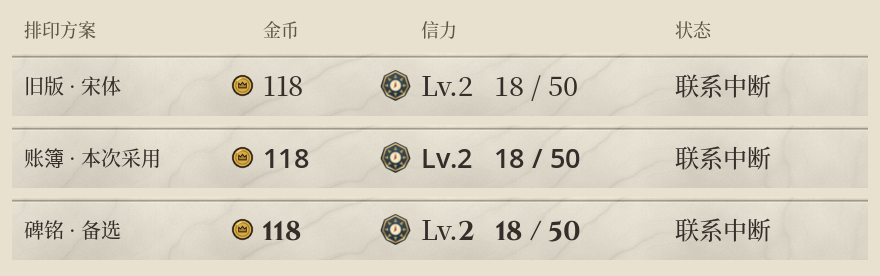 排印方案 金币 信力 状态
旧版 · 宋体 118 Lv.2 18 / 50 联系中断
账簿 · 本次采用 118 Lv.2 18 / 50 联系中断
碑铭 · 备选 118 Lv.2 18 / 50 联系中断